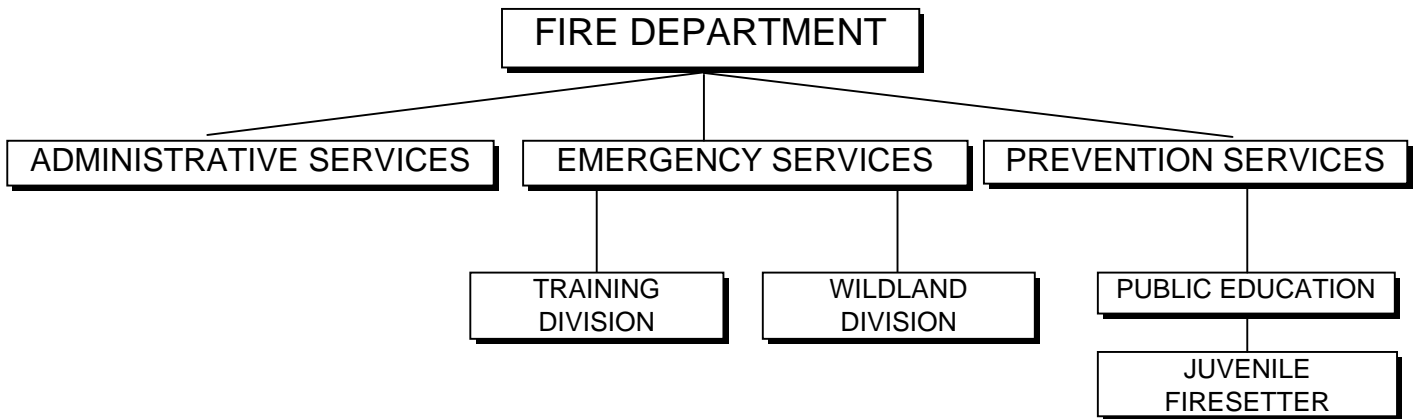 FIRE DEPARTMENT
ADMINISTRATIVE SERVICES
EMERGENCY SERVICES
PREVENTION SERVICES
TRAINING
DIVISION
WILDLAND
DIVISION
PUBLIC EDUCATION
JUVENILE
FIRESETTER